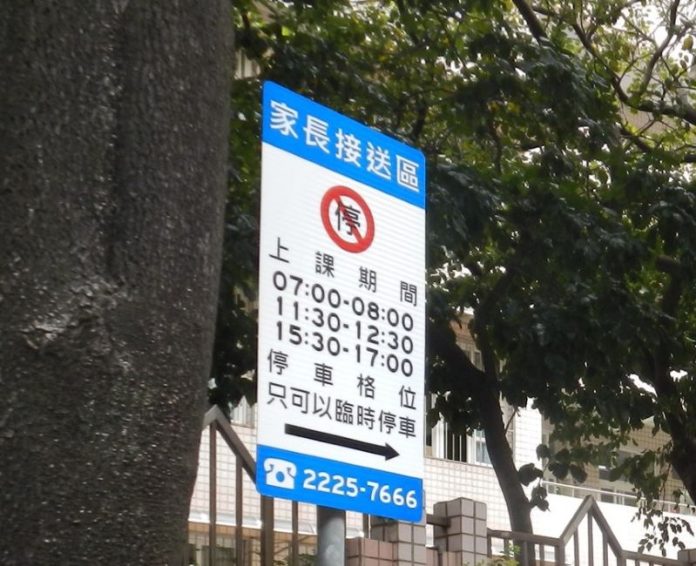 家長接送區
停
上課期間
07:00-08:00
11:30-12:30
15:30-17:00
停車格位
只可以臨時停車
2225-7666